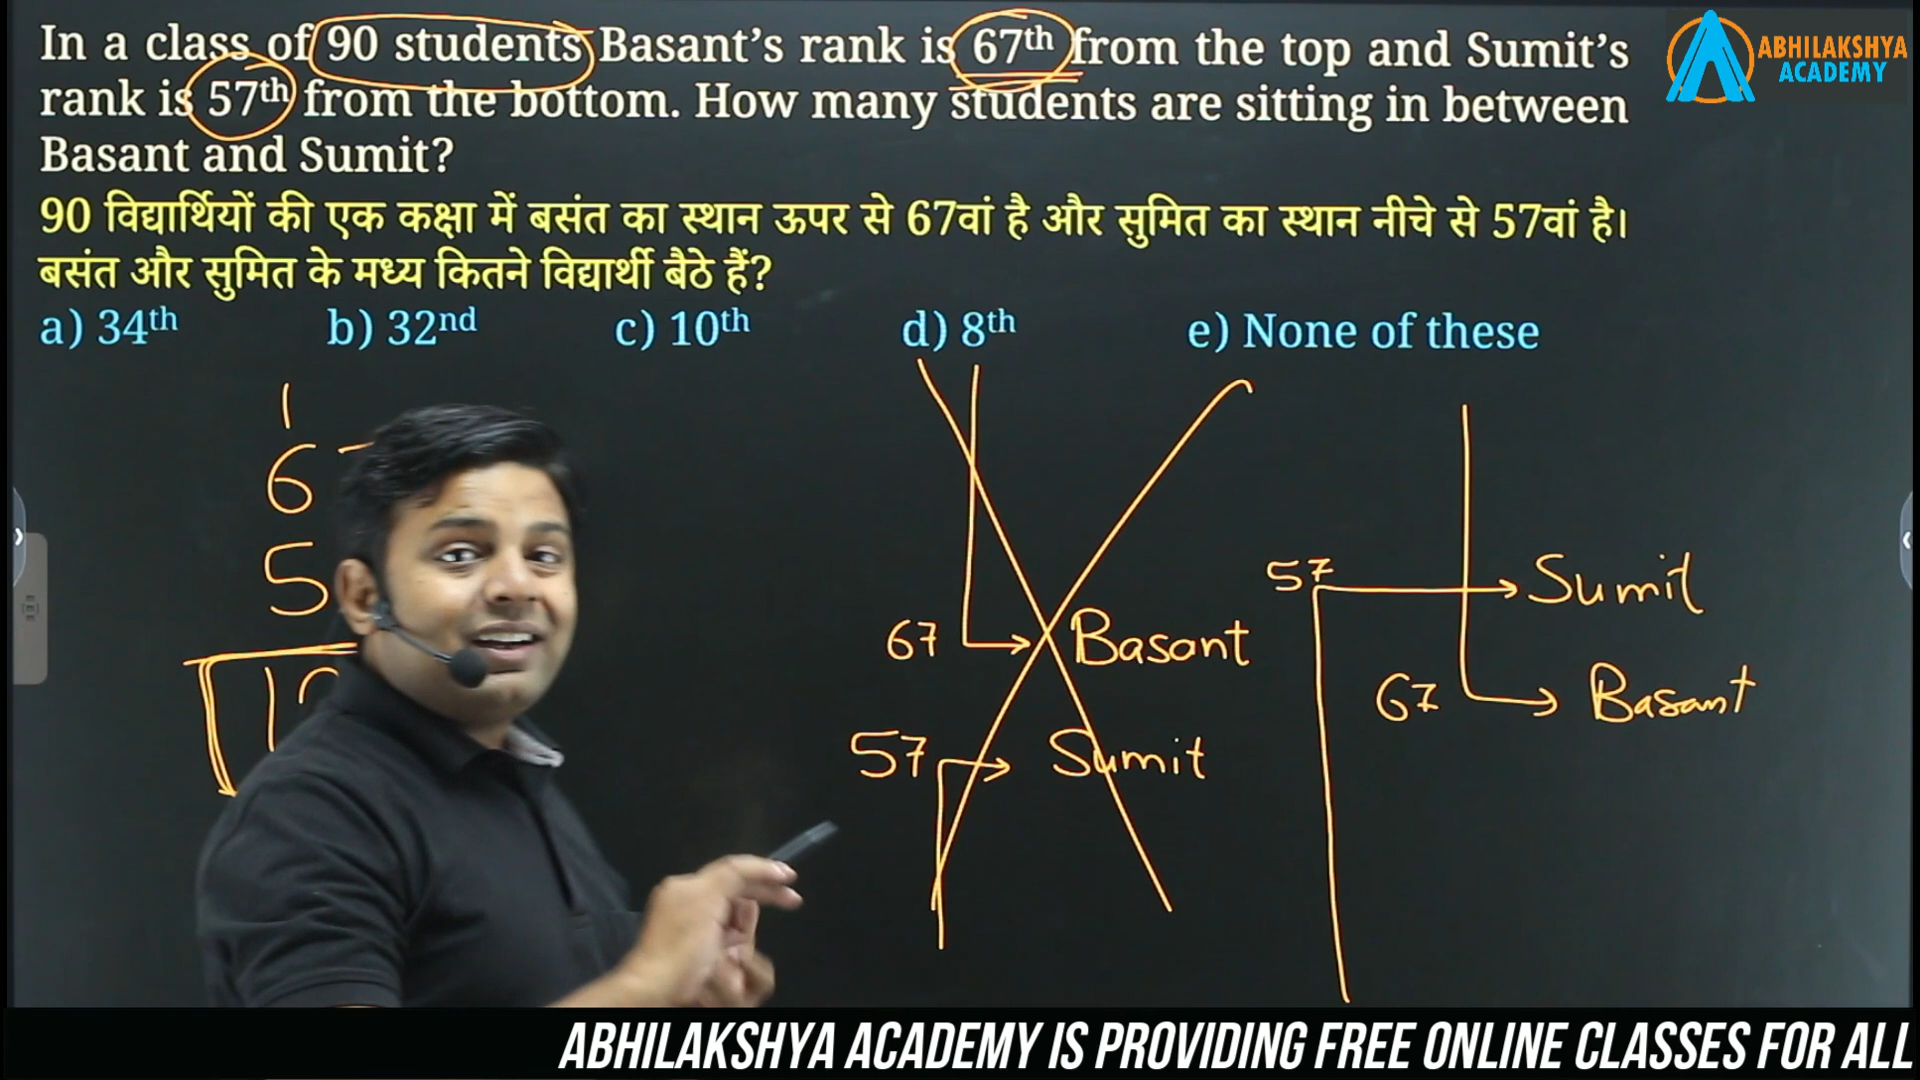 In a class of 90 students Basant's rank is 67th from the top and Sumit's
rank is 57th from the bottom. How many students are sitting in between
Basant and Sumit?
90 विद्यार्थियों की एक कक्षा में बसंत का स्थान ऊपर से 67वां है और सुमित का स्थान नीचे से 57वां है।
बसंत और सुमित के मध्य कितने विद्यार्थी बैठे हैं?
a) 34th b) 32nd c) 10th d) 8th e) None of these
ABHILAKSHYA
ACADEMY
1
6
5
1
67 Basant
57 Sumit
57 Sumit
67 Basant
ABHILAKSHYA ACADEMY IS PROVIDING FREE ONLINE CLASSES FOR ALL